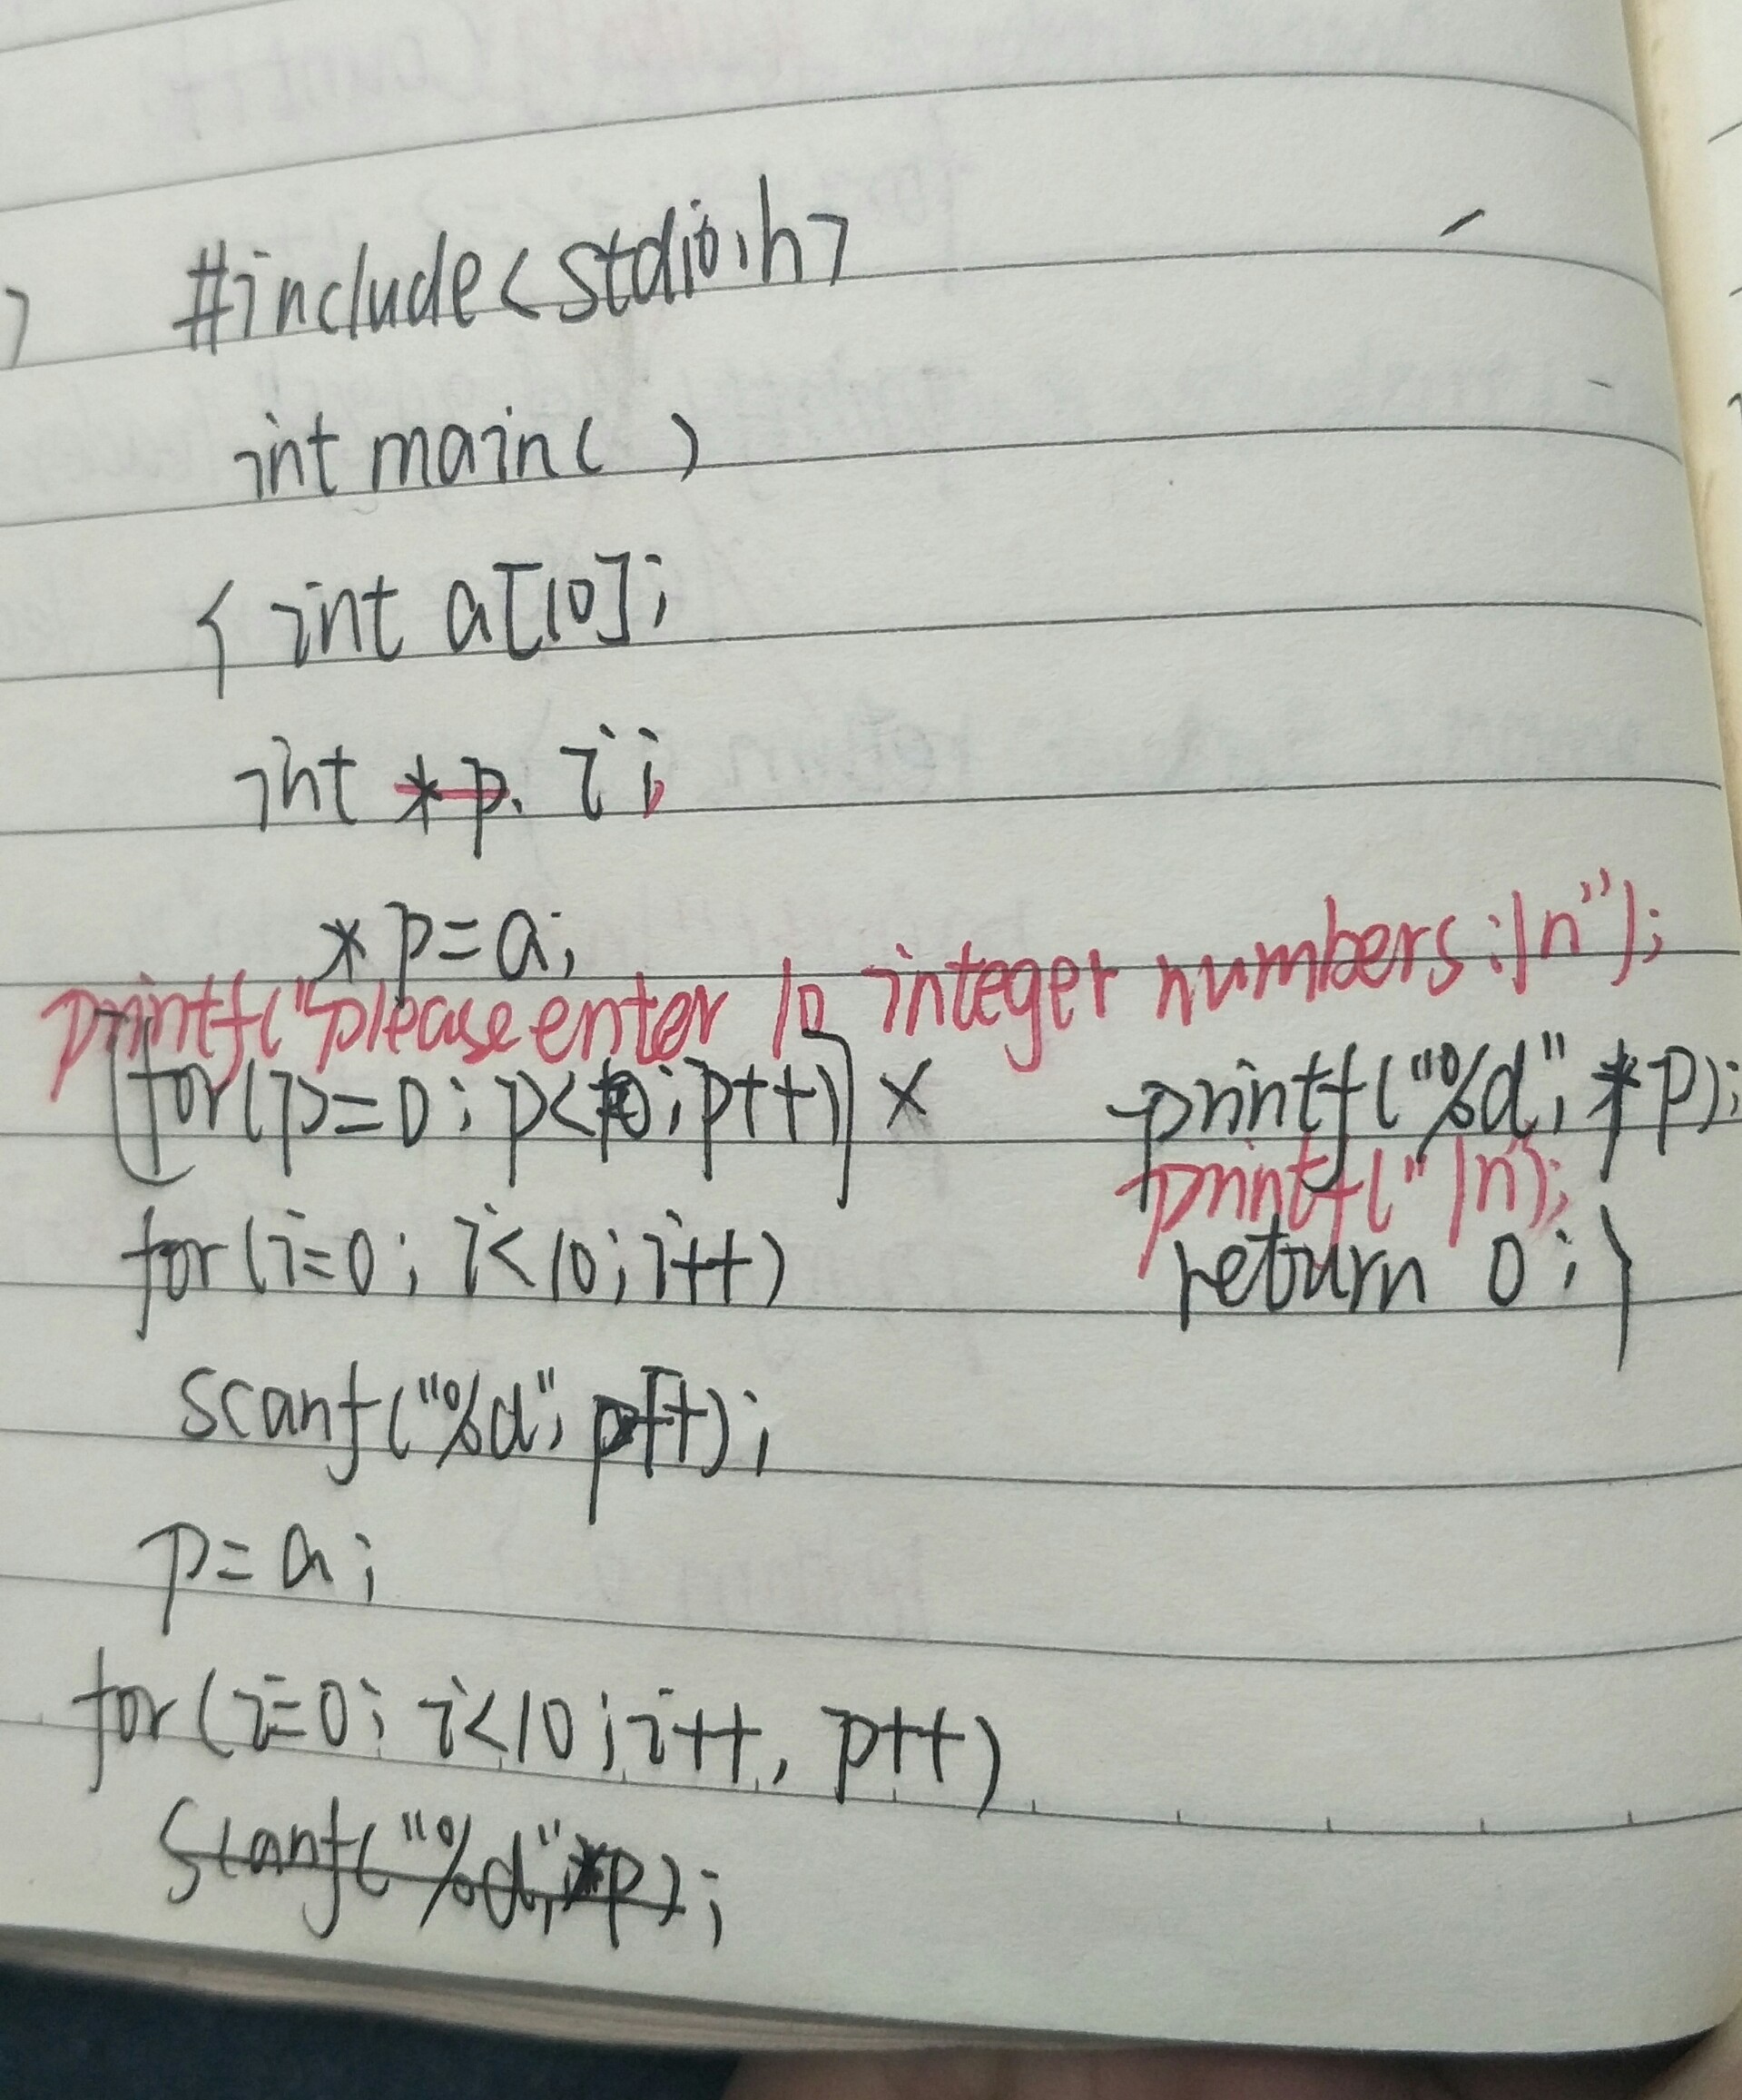 #include<stdio.h>
int main( )
{ int a[10];
int *p, i;
*p=a;
printf("please enter 10 integer numbers:\n");
[for(p=0; p<10; p++)] ×
for(i=0; i<10; i++)
scanf("%d", p++);
p=a;
for(i=0; i<10; i++, p++)
scanf("%d",*p);
printf("%d", *p);
printf("\n);
return 0;}